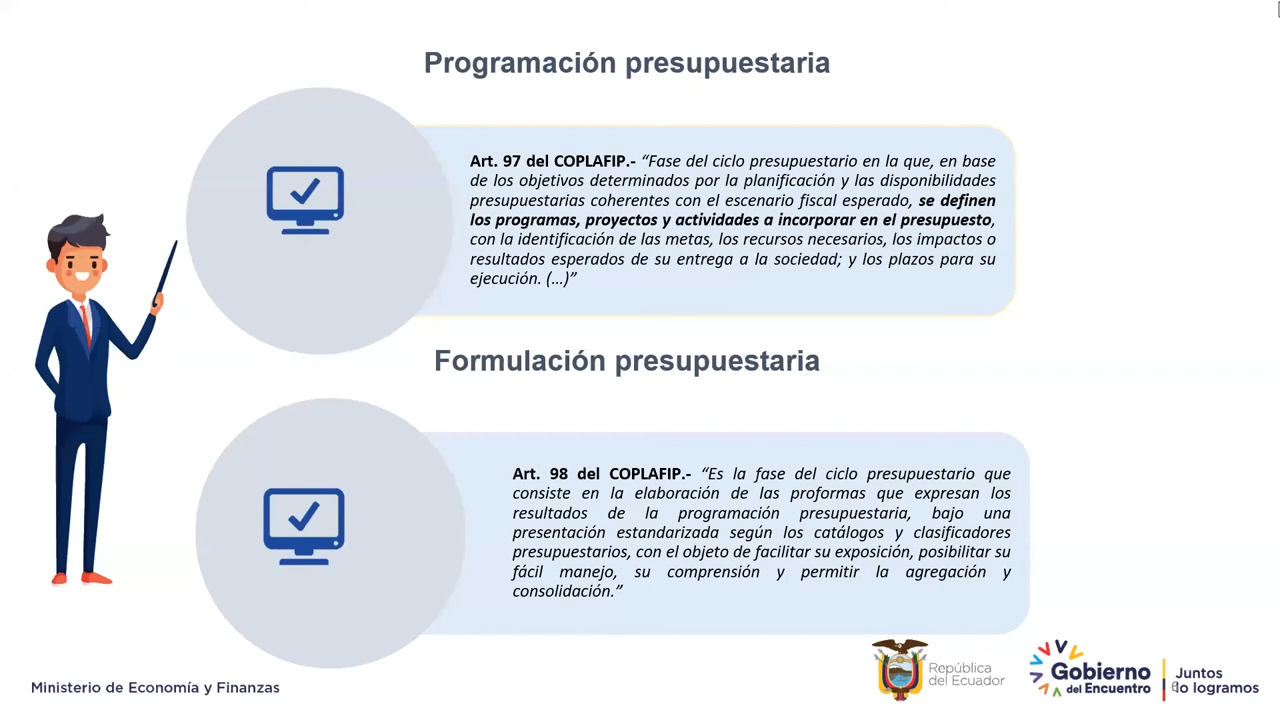 Programación presupuestaria
Art. 97 del COPLAFIP.- “Fase del ciclo presupuestario en la que, en base
de los objetivos determinados por la planificación y las disponibilidades
presupuestarias coherentes con el escenario fiscal esperado, se definen
los programas, proyectos y actividades a incorporar en el presupuesto,
con la identificación de las metas, los recursos necesarios, los impactos o
resultados esperados de su entrega a la sociedad; y los plazos para su
ejecución. (…)”
Formulación presupuestaria
Art. 98 del COPLAFIP.- “Es la fase del ciclo presupuestario que
consiste en la elaboración de las proformas que expresan los
resultados de la programación presupuestaria, bajo una
presentación estandarizada según los catálogos y clasificadores
presupuestarios, con el objeto de facilitar su exposición, posibilitar su
fácil manejo, su comprensión y permitir la agregación y
consolidación.”
Ministerio de Economía y Finanzas
República
del Ecuador
Gobierno
del Encuentro
Juntos
lo logramos